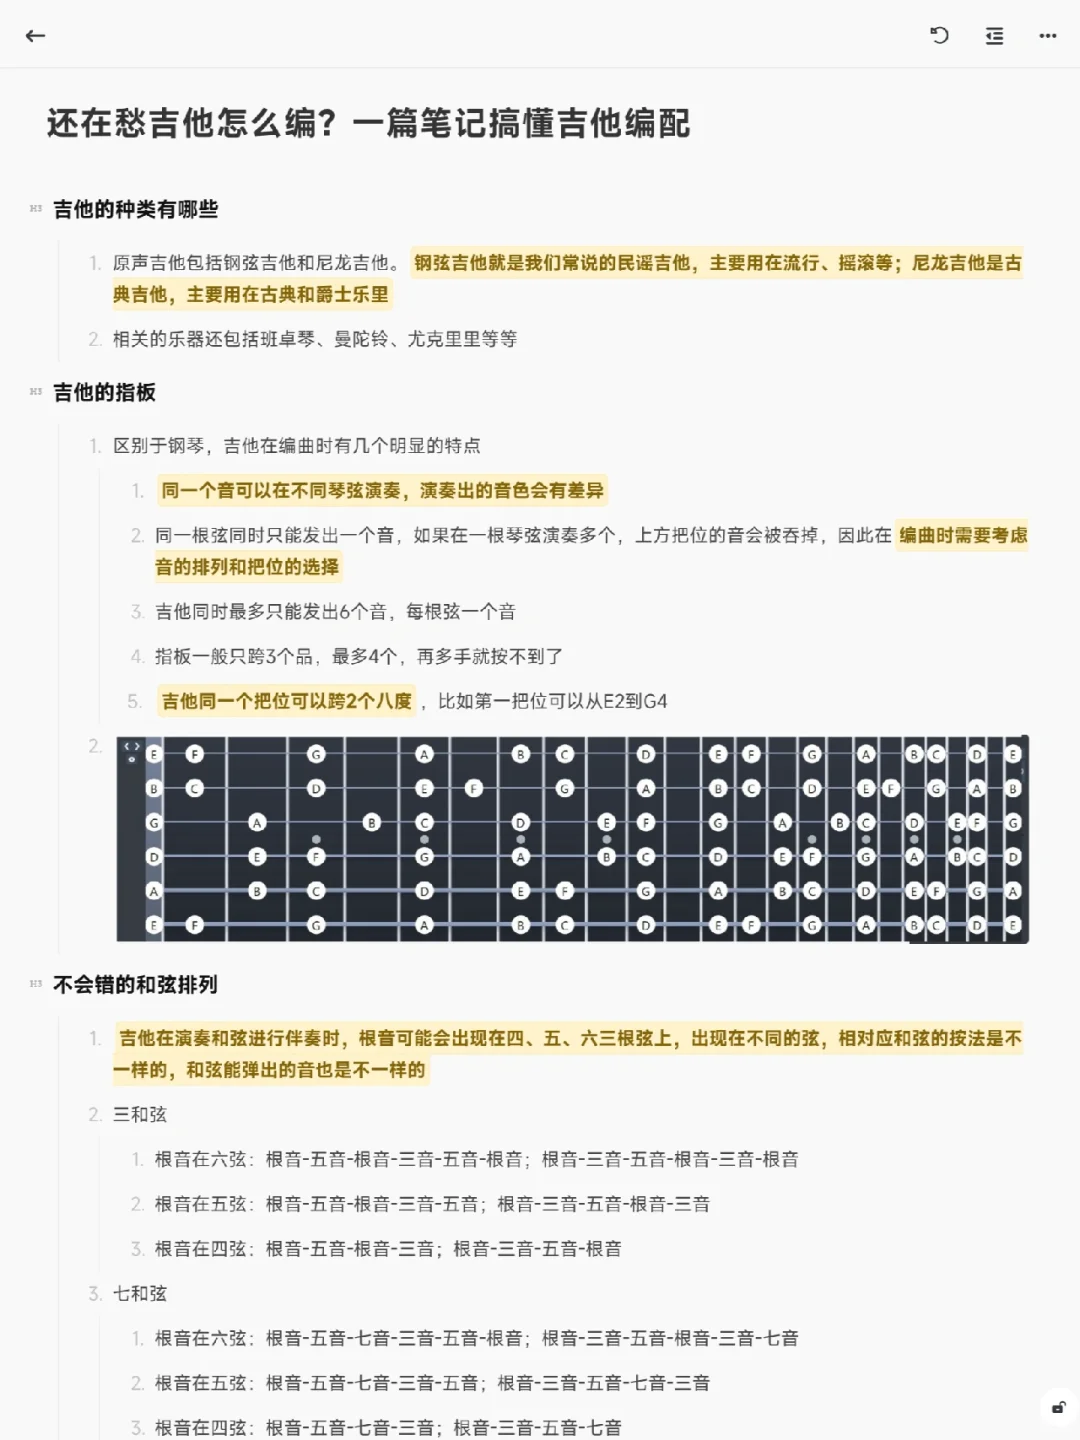 还在愁吉他怎么编？一篇笔记搞懂吉他编配
H3 吉他的种类有哪些
1. 原声吉他包括钢弦吉他和尼龙吉他。钢弦吉他就是我们常说的民谣吉他，主要用在流行、摇滚等；尼龙吉他是古
典吉他，主要用在古典和爵士乐里
2. 相关的乐器还包括班卓琴、曼陀铃、尤克里里等等
H3 吉他的指板
1. 区别于钢琴，吉他在编曲时有几个明显的特点
1. 同一个音可以在不同琴弦演奏，演奏出的音色会有差异
2. 同一根弦同时只能发出一个音，如果在一根琴弦演奏多个，上方把位的音会被吞掉，因此在 编曲时需要考虑
音的排列和把位的选择
3. 吉他同时最多只能发出6个音，每根弦一个音
4. 指板一般只跨3个品，最多4个，再多手就按不到了
5. 吉他同一个把位可以跨2个八度，比如第一把位可以从E2到G4
2.
E F G A B C D E F G A B C D E
B C D E F G A B C D E F G A B
G A B C D E F G A B C D E F G
D E F G A B C D E F G A B C D
A B C D E F G A B C D E F G A
E F G A B C D E F G A B C D E
H3 不会错的和弦排列
1. 吉他在演奏和弦进行伴奏时，根音可能会出现在四、五、六三根弦上，出现在不同的弦，相对应和弦的按法是不
一样的，和弦能弹出的音也是不一样的
2. 三和弦
1. 根音在六弦：根音-五音-根音-三音-五音-根音；根音-三音-五音-根音-三音-根音
2. 根音在五弦：根音-五音-根音-三音-五音；根音-三音-五音-根音-三音
3. 根音在四弦：根音-五音-根音-三音；根音-三音-五音-根音
3. 七和弦
1. 根音在六弦：根音-五音-七音-三音-五音-根音；根音-三音-五音-根音-三音-七音
2. 根音在五弦：根音-五音-七音-三音-五音；根音-三音-五音-七音-三音
3. 根音在四弦：根音-五音-七音-三音；根音-三音-五音-七音